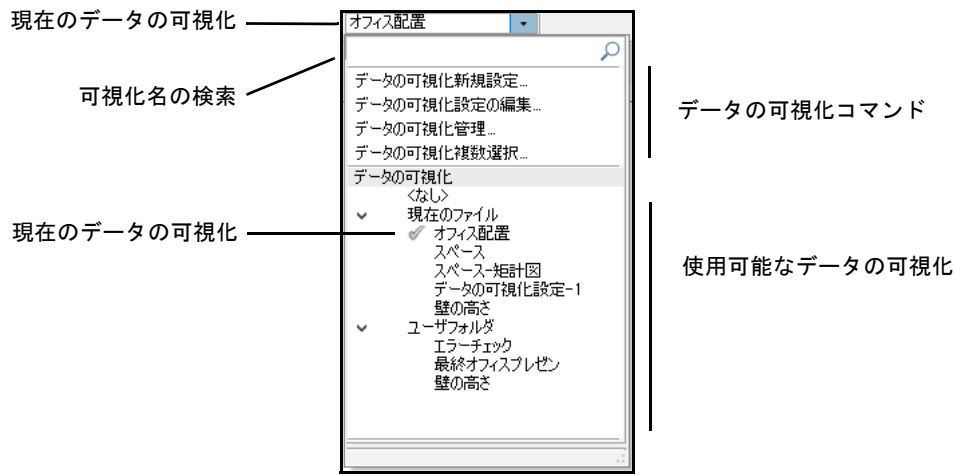 現在のデータの可視化
オフィス配置
可視化名の検索
データの可視化新規設定...
データの可視化設定の編集...
データの可視化管理...
データの可視化複数選択...
データの可視化コマンド
データの可視化
<なし>
現在のファイル
現在のデータの可視化
オフィス配置
スペース
スペース-矩計図
データの可視化設定-1
壁の高さ
ユーザフォルダ
エラーチェック
最終オフィスプレゼン
壁の高さ
使用可能なデータの可視化